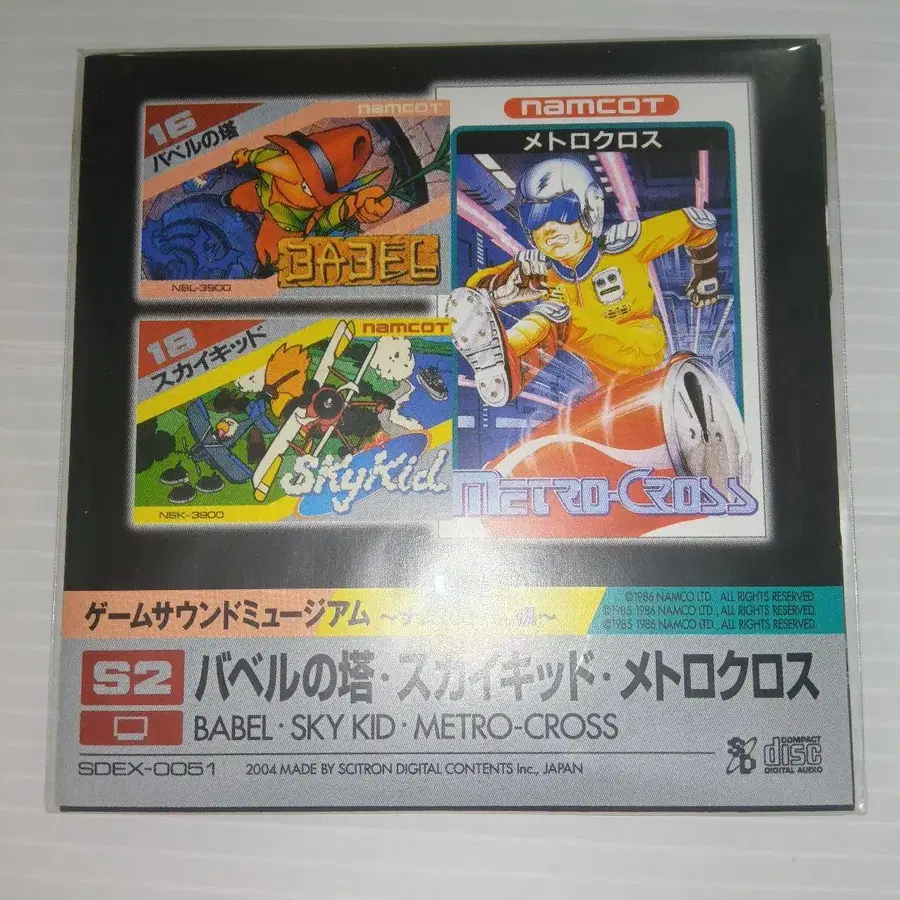 16
バベルの塔
namcot
BABEL
NBL-3900
namcot
メトロクロス
METRO-CROSS
18
スカイキッド
namcot
SKyKid
NSK-3900
ゲームサウンドミュージアム
©1986 NAMCO LTD., ALL RIGHTS RESERVED.
©1985 1986 NAMCO LTD., ALL RIGHTS RESERVED.
©1985 1986 NAMCO LTD., ALL RIGHTS RESERVED.
S2
バベルの塔・スカイキッド・メトロクロス
BABEL・SKY KID・METRO-CROSS
SDEX-0051
2004 MADE BY SCITRON DIGITAL CONTENTS Inc., JAPAN
COMPACT
disc
DIGITAL AUDIO